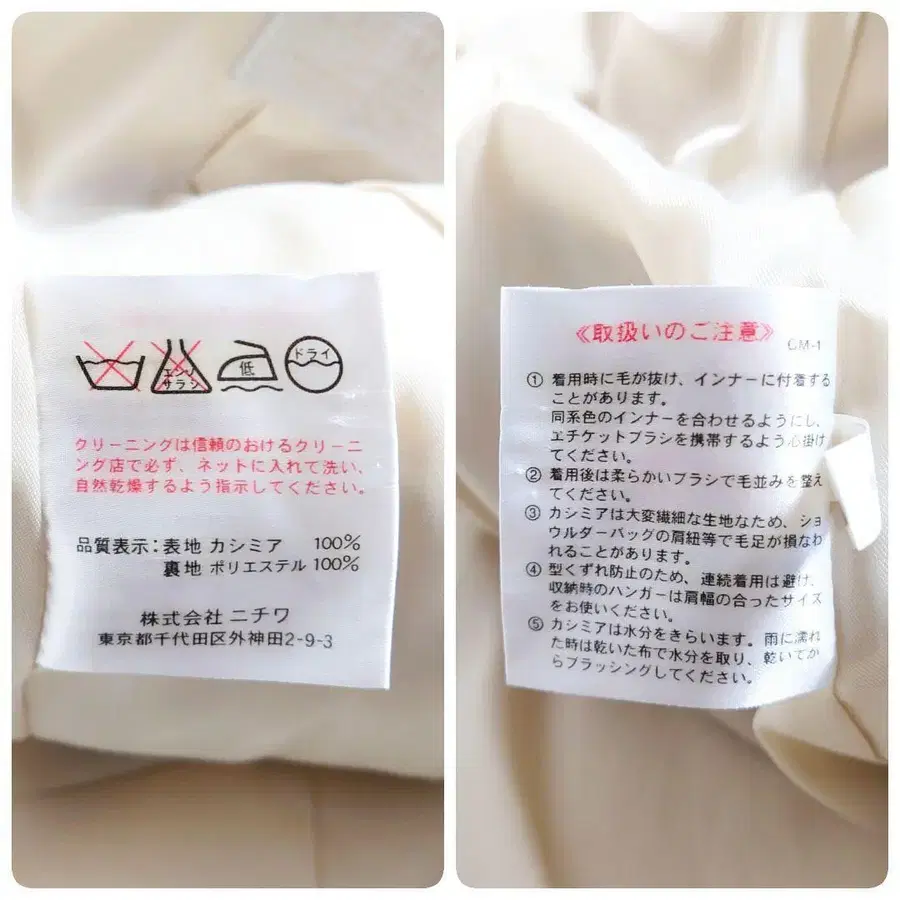 エンソ
サラシ
低
ドライ
クリーニングは信頼のおけるクリーニ
ング店で必ず、ネットに入れて洗い、
自然乾燥するよう指示してください。
品質表示:表地 カシミア 100%
裏地 ポリエステル 100%
株式会社 ニチワ
東京都千代田区外神田2-9-3
《取扱いのご注意》
GM-1
① 着用時に毛が抜け、インナーに付着する
ことがあります。
同系色のインナーを合わせるようにし、
エチケットブラシを携帯するよう心掛け
てください。
② 着用後は柔らかいブラシで毛並みを整え
てください。
③ カシミアは大変繊細な生地なため、ショ
ウルダーバッグの肩紐等で毛足が損なわ
れることがあります。
④ 型くずれ防止のため、連続着用は避け、
収納時のハンガーは肩幅の合ったサイズ
をお使いください。
⑤ カシミアは水分をきらいます。雨に濡れ
た時は乾いた布で水分を取り、乾いてか
らブラッシングしてください。